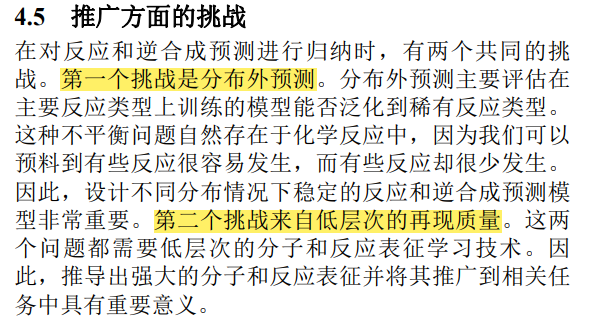 4.5 推广方面的挑战
在对反应和逆合成预测进行归纳时，有两个共同的挑
战。第一个挑战是分布外预测。分布外预测主要评估在
主要反应类型上训练的模型能否泛化到稀有反应类型。
这种不平衡问题自然存在于化学反应中，因为我们可以
预料到有些反应很容易发生，而有些反应却很少发生。
因此，设计不同分布情况下稳定的反应和逆合成预测模
型非常重要。第二个挑战来自低层次的再现质量。这两
个问题都需要低层次的分子和反应表征学习技术。因
此，推导出强大的分子和反应表征并将其推广到相关任
务中具有重要意义。